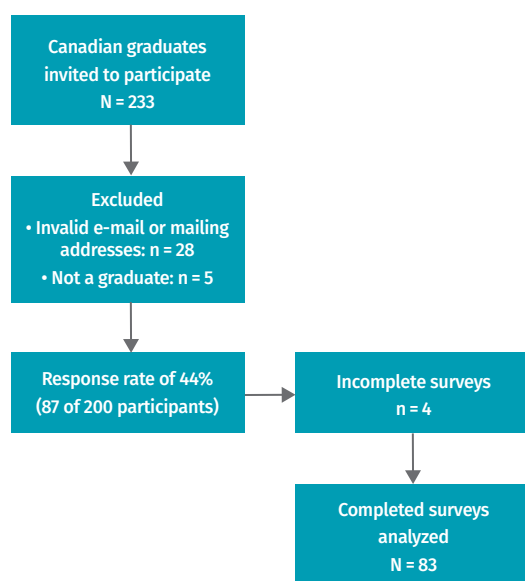 Canadian graduates
invited to participate
N = 233
Excluded
• Invalid e-mail or mailing
addresses: n = 28
• Not a graduate: n = 5
Response rate of 44%
(87 of 200 participants)
Incomplete surveys
n = 4
Completed surveys
analyzed
N = 83